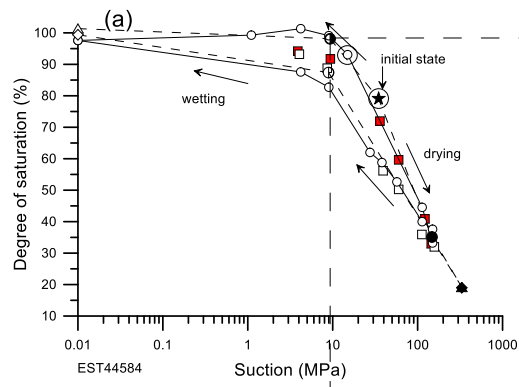 (a)
100
90
80
70
60
50
40
30
20
10
Degree of saturation (%)
initial state
wetting
drying
0.01
0.1
1
10
100
1000
EST44584
Suction (MPa)